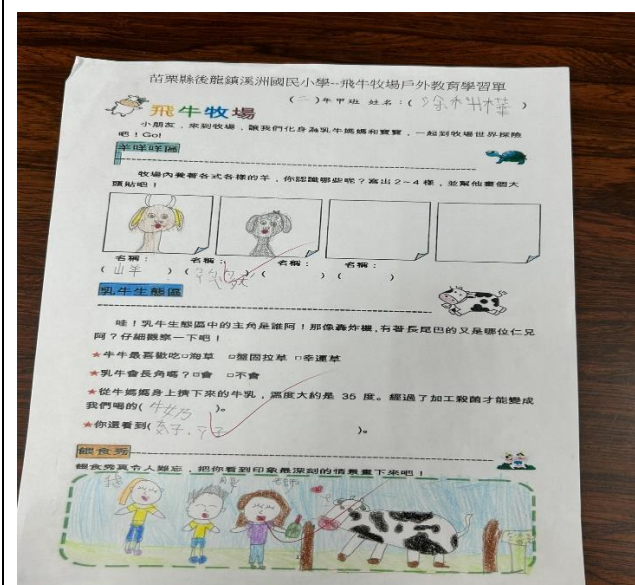 苗栗縣後龍鎮溪洲國民小學--飛牛牧場戶外教育學習單
(二)年甲班 姓名：( )
飛牛牧場
小朋友，來到牧場，讓我們化身為乳牛媽媽和寶寶，一起到牧場世界探險
吧！Go!
羊咩咩區
牧場內養著各式各樣的羊，你認識哪些呢？寫出2~4樣，並幫他畫個大
頭貼吧！
名稱： 名稱： 名稱： 名稱：
(山羊) ( ) ( ) ( )
乳牛生態區
哇！乳牛生態區中的主角是誰阿！那像轟炸機,有著長尾巴的又是哪位仁兄
阿？仔細觀察一下吧！
★牛牛最喜歡吃□海草 □盤固拉草 □幸運草
★乳牛會長角嗎？□會 □不會
★從牛媽媽身上擠下來的牛乳，溫度大約是 35 度。經過了加工殺菌才能變成
我們喝的(牛奶)。
★你還看到( )。
餵食秀
餵食秀真令人難忘，把你看到印象最深刻的情景畫下來吧！
老師